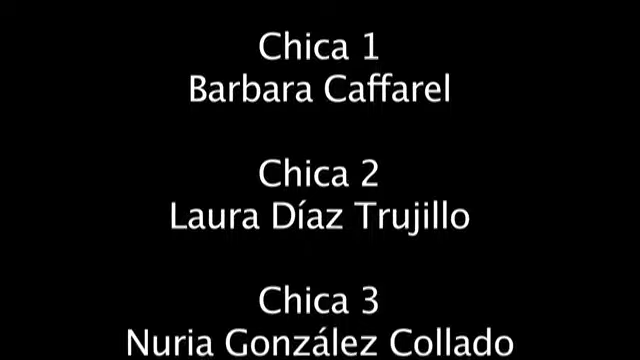 Chica 1
Barbara Caffarel
Chica 2
Laura Díaz Trujillo
Chica 3
Nuria González Collado